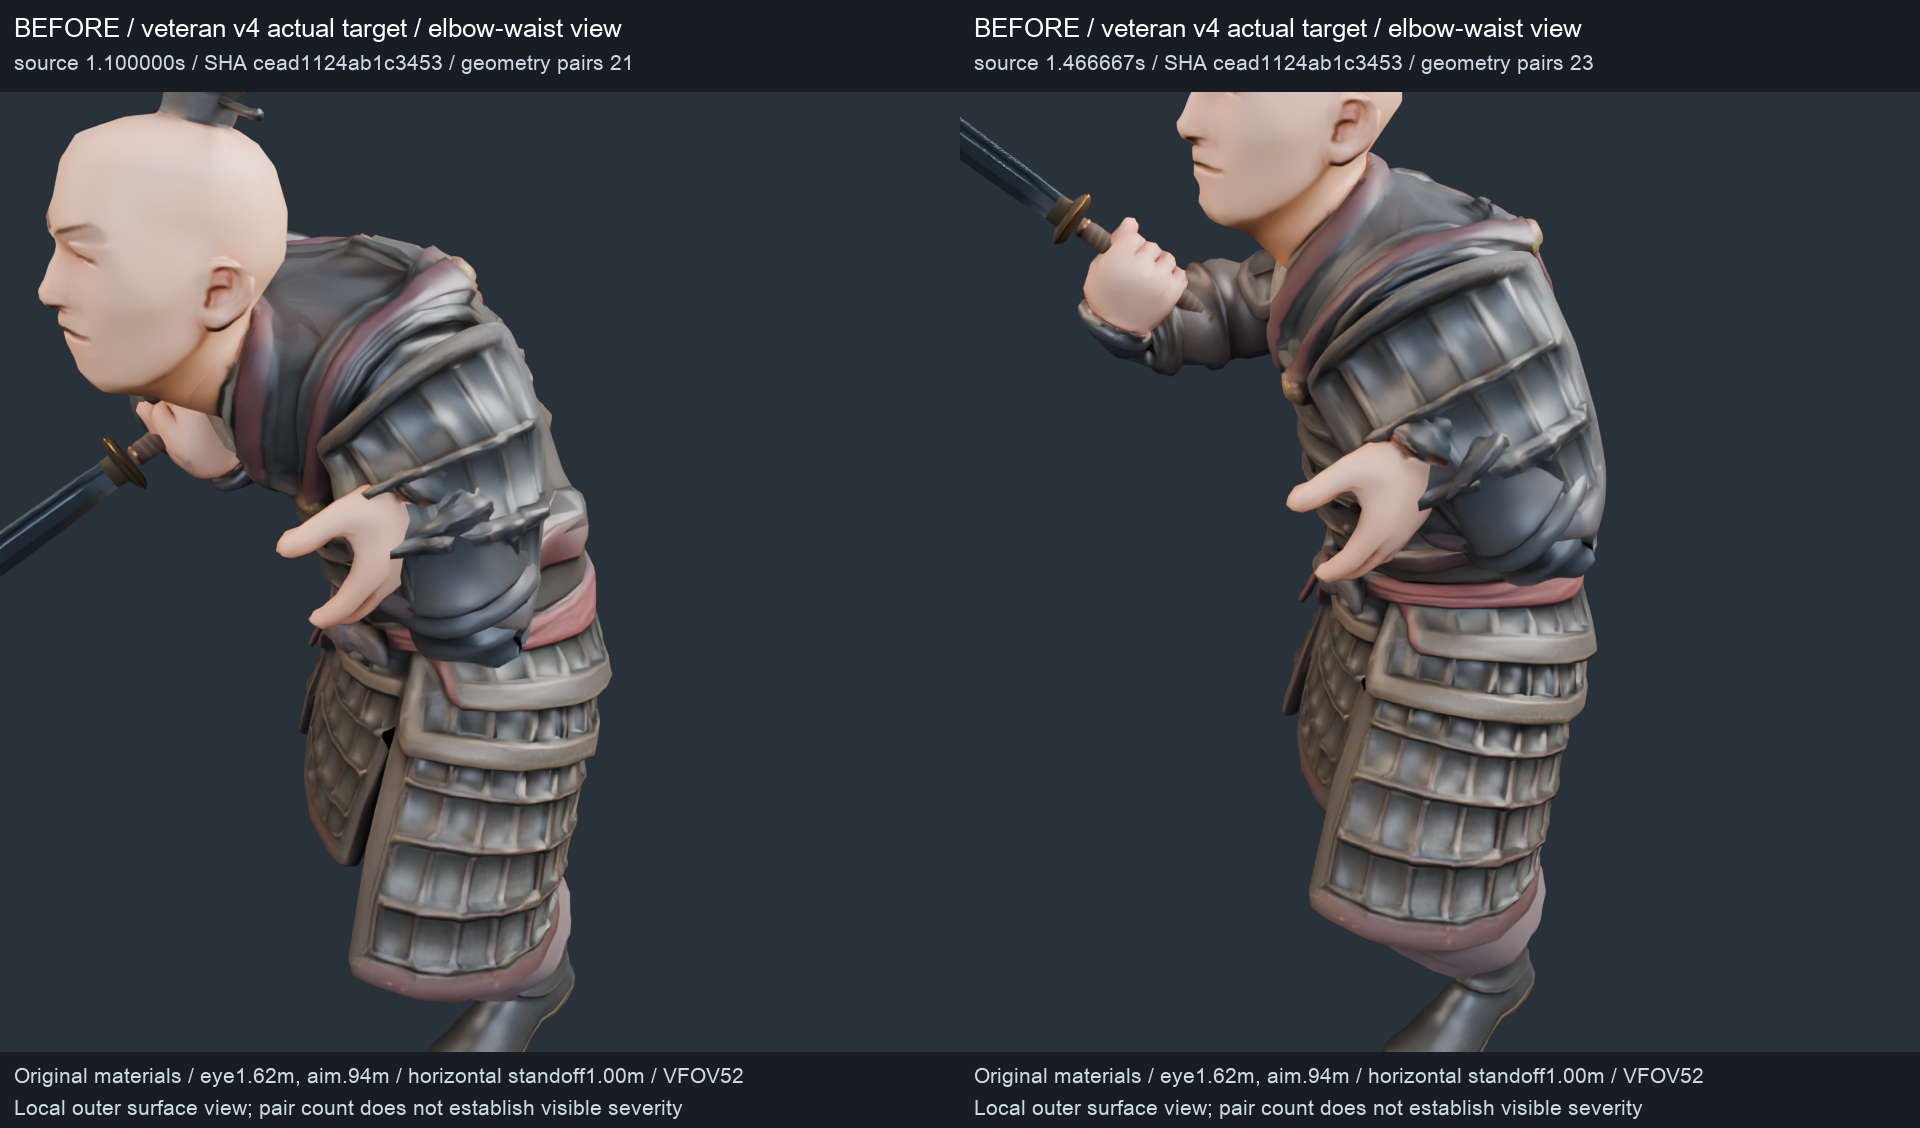 BEFORE / veteran v4 actual target / elbow-waist view
source 1.100000s / SHA cead1124ab1c3453 / geometry pairs 21
Original materials / eye1.62m, aim.94m / horizontal standoff1.00m / VFOV52
Local outer surface view; pair count does not establish visible severity
BEFORE / veteran v4 actual target / elbow-waist view
source 1.466667s / SHA cead1124ab1c3453 / geometry pairs 23
Original materials / eye1.62m, aim.94m / horizontal standoff1.00m / VFOV52
Local outer surface view; pair count does not establish visible severity